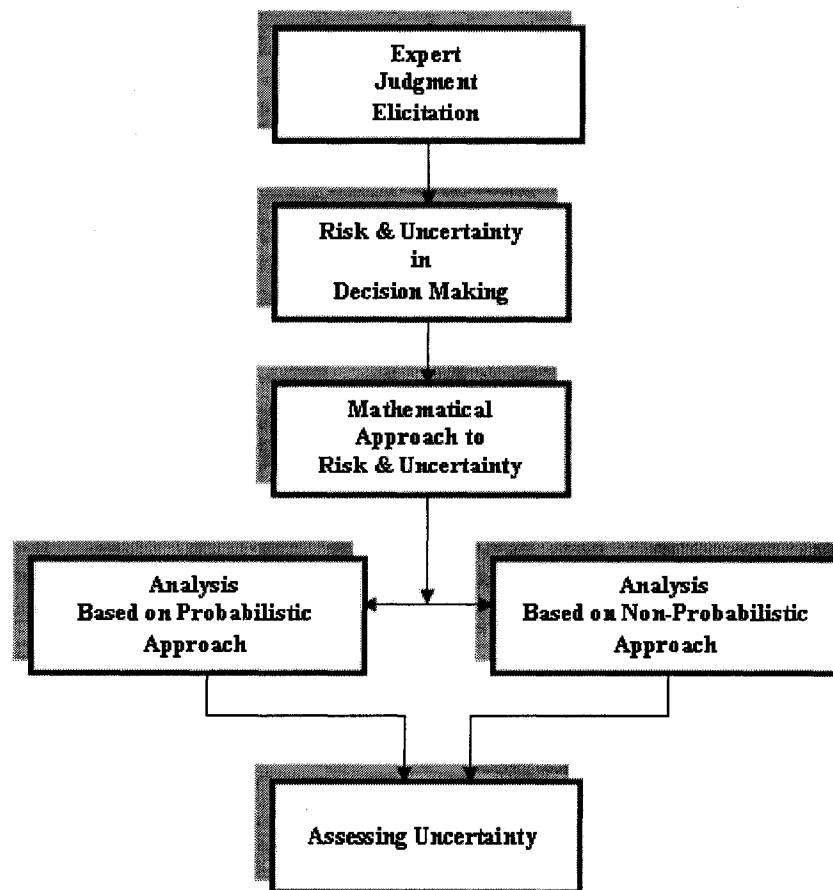 Expert
Judgment
Elicitation
Risk & Uncertainty
in
Decision Making
Mathematical
Approach to
Risk & Uncertainty
Analysis
Based on Probabilistic
Approach
Analysis
Based on Non-Probabilistic
Approach
Assessing Uncertainty